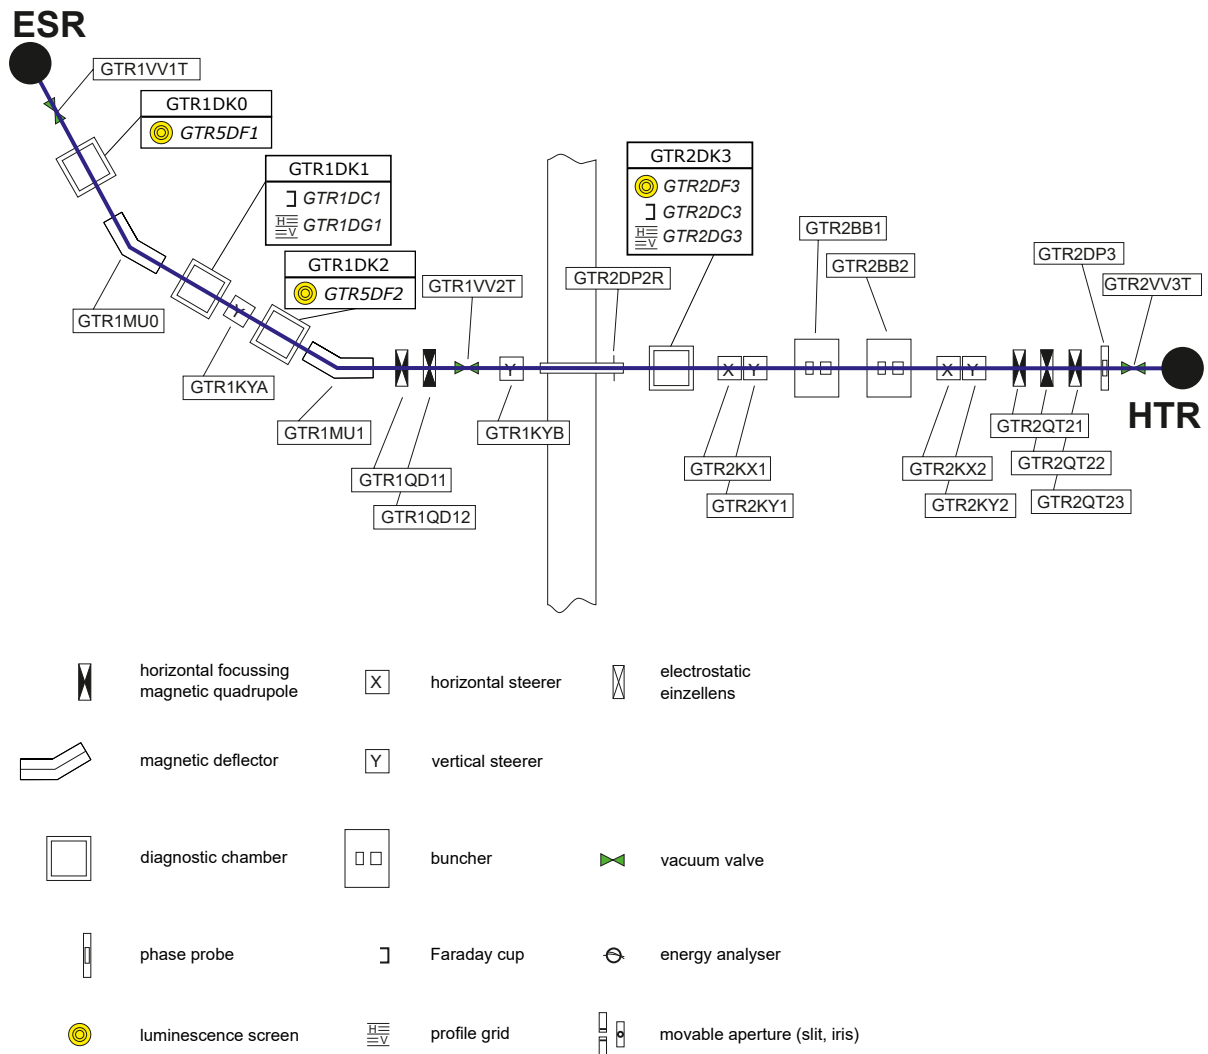 ESR
GTR1VV1T
GTR1DK0
GTR5DF1
GTR1DK1
GTR1DC1
H
V
GTR1DG1
GTR1DK2
GTR5DF2
GTR1VV2T
GTR2DP2R
GTR2DK3
GTR2DF3
GTR2DC3
H
V
GTR2DG3
GTR2BB1
GTR2BB2
GTR2DP3
GTR2VV3T
GTR1MU0
Y
GTR1KYA
GTR1MU1
Y
GTR1KYB
X
Y
X
Y
HTR
GTR1QD11
GTR1QD12
GTR2KX1
GTR2KY1
GTR2KX2
GTR2KY2
GTR2QT21
GTR2QT22
GTR2QT23
horizontal focussing
magnetic quadrupole
X
horizontal steerer
electrostatic
einzellens
magnetic deflector
Y
vertical steerer
diagnostic chamber
buncher
vacuum valve
phase probe
Faraday cup
energy analyser
luminescence screen
H
V
profile grid
movable aperture (slit, iris)